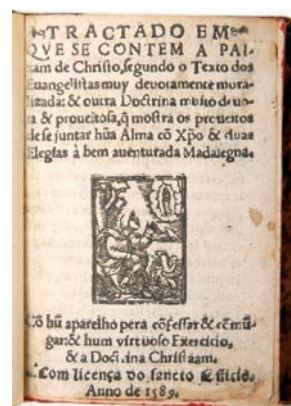 TRACTADO EM
QVE SE CONTEM A PAI-
xam de Christo, segundo o Texto dos
Euangelistas muy deuotamente mora-
lizada: & outra Doctrina muito deuo-
ta & proueitosa, q̃ mostra os proueitos
de se juntar hũa Alma cõ Xp̃o & duas
Elegias à bem auenturada Madalegna.
Cõ hũ aparelho pera cõfessar & cõmũ-
gar: & hum virtuoso Exercicio,
& a Doctrina Christaam.
Com licença do sancto Officio.
Anno de 1589.